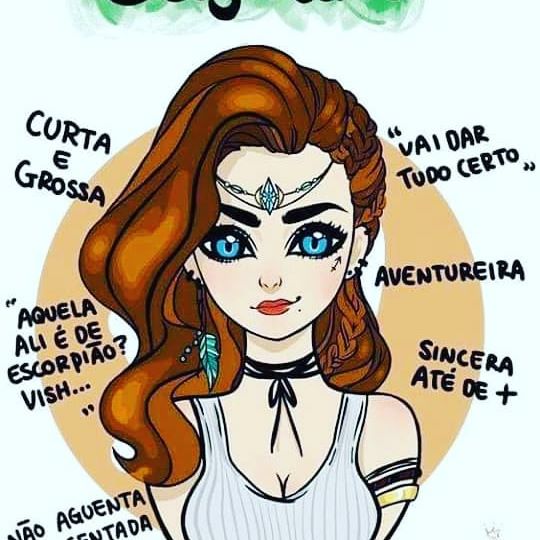 CURTA
E
GROSSA
"VAI DAR
TUDO CERTO"
"AQUELA
ALI É DE
ESCORPIÃO?
VISH...
"
AVENTUREIRA
SINCERA
ATÉ DE +
NÃO AGUENTA